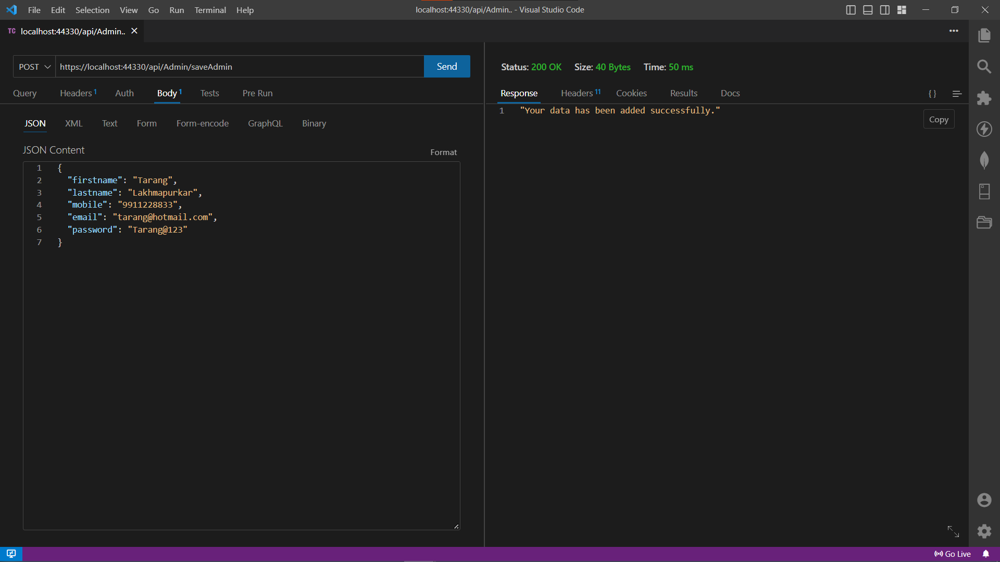 File Edit Selection View Go Run Terminal Help
localhost:44330/api/Admin.. - Visual Studio Code
TC localhost:44330/api/Admin..
POST https://localhost:44330/api/Admin/saveAdmin Send
Query Headers 1 Auth Body 1 Tests Pre Run
JSON XML Text Form Form-encode GraphQL Binary
JSON Content
Format
1 {
2 "firstname": "Tarang",
3 "lastname": "Lakhmapurkar",
4 "mobile": "9911228833",
5 "email": "tarang@hotmail.com",
6 "password": "Tarang@123"
7 }
Status: 200 OK Size: 40 Bytes Time: 50 ms
Response Headers 11 Cookies Results Docs { }
1 "Your data has been added successfully."
Copy
Go Live